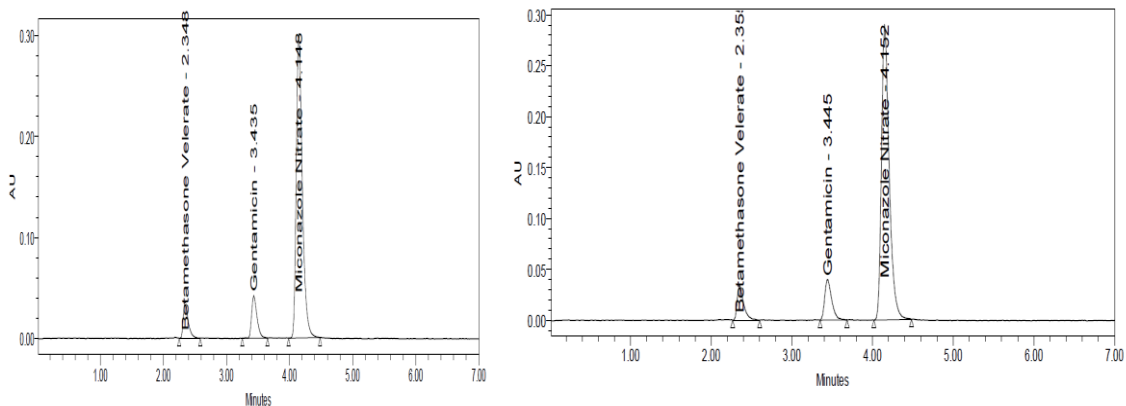 AU
0.30
0.20
0.10
0.00
Betamethasone Velerate - 2.348
Gentamicin - 3.435
Miconazole Nitrate - 4.148
1.00 2.00 3.00 4.00 5.00 6.00 7.00
Minutes
AU
0.30
0.25
0.20
0.15
0.10
0.05
0.00
Betamethasone Velerate - 2.355
Gentamicin - 3.445
Miconazole Nitrate - 4.152
1.00 2.00 3.00 4.00 5.00 6.00 7.00
Minutes